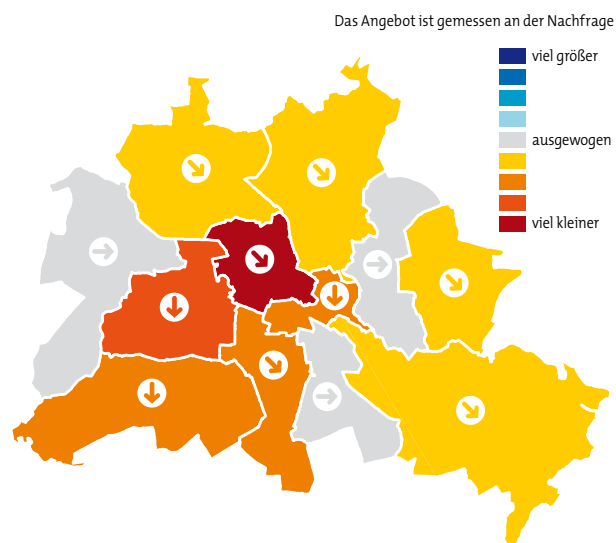 Das Angebot ist gemessen an der Nachfrage
viel größer
ausgewogen
viel kleiner